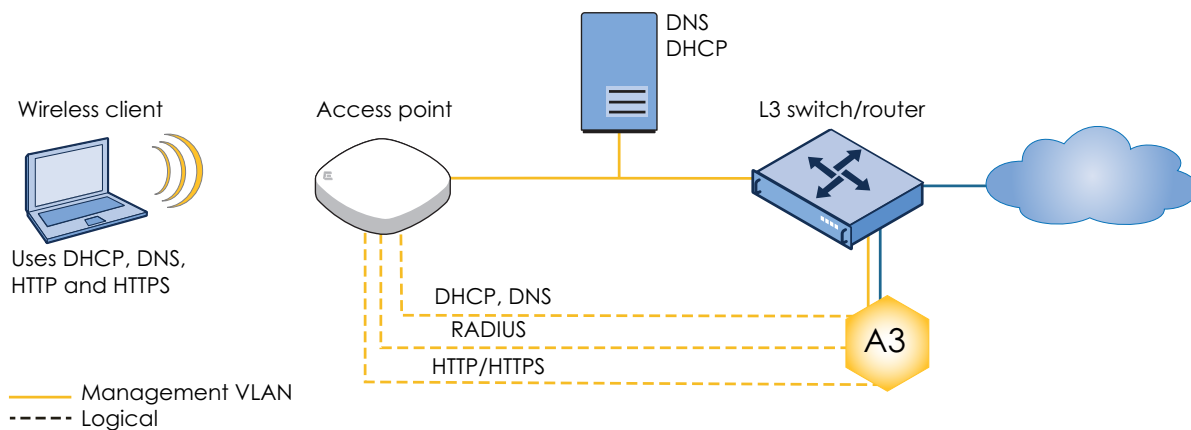 DNS
DHCP
Wireless client
Access point
L3 switch/router
Uses DHCP, DNS,
HTTP and HTTPS
DHCP, DNS
RADIUS
HTTP/HTTPS
A3
Management VLAN
Logical